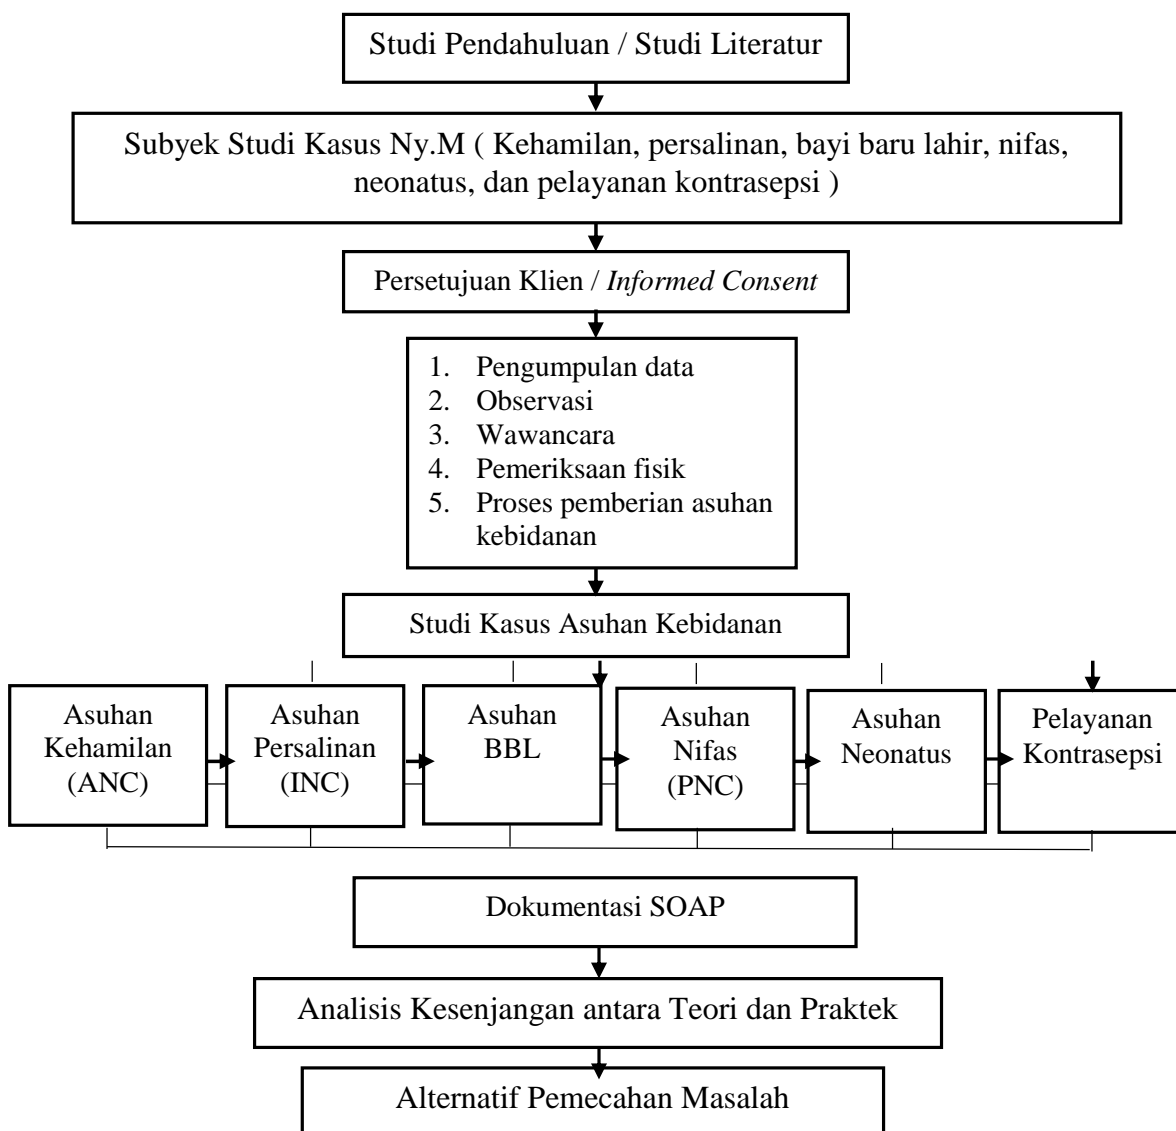 Studi Pendahuluan / Studi Literatur
Subyek Studi Kasus Ny.M ( Kehamilan, persalinan, bayi baru lahir, nifas,
neonatus, dan pelayanan kontrasepsi )
Persetujuan Klien / Informed Consent
1. Pengumpulan data
2. Observasi
3. Wawancara
4. Pemeriksaan fisik
5. Proses pemberian asuhan
kebidanan
Studi Kasus Asuhan Kebidanan
Asuhan
Kehamilan
(ANC)
Asuhan
Persalinan
(INC)
Asuhan
BBL
Asuhan
Nifas
(PNC)
Asuhan
Neonatus
Pelayanan
Kontrasepsi
Dokumentasi SOAP
Analisis Kesenjangan antara Teori dan Praktek
Alternatif Pemecahan Masalah